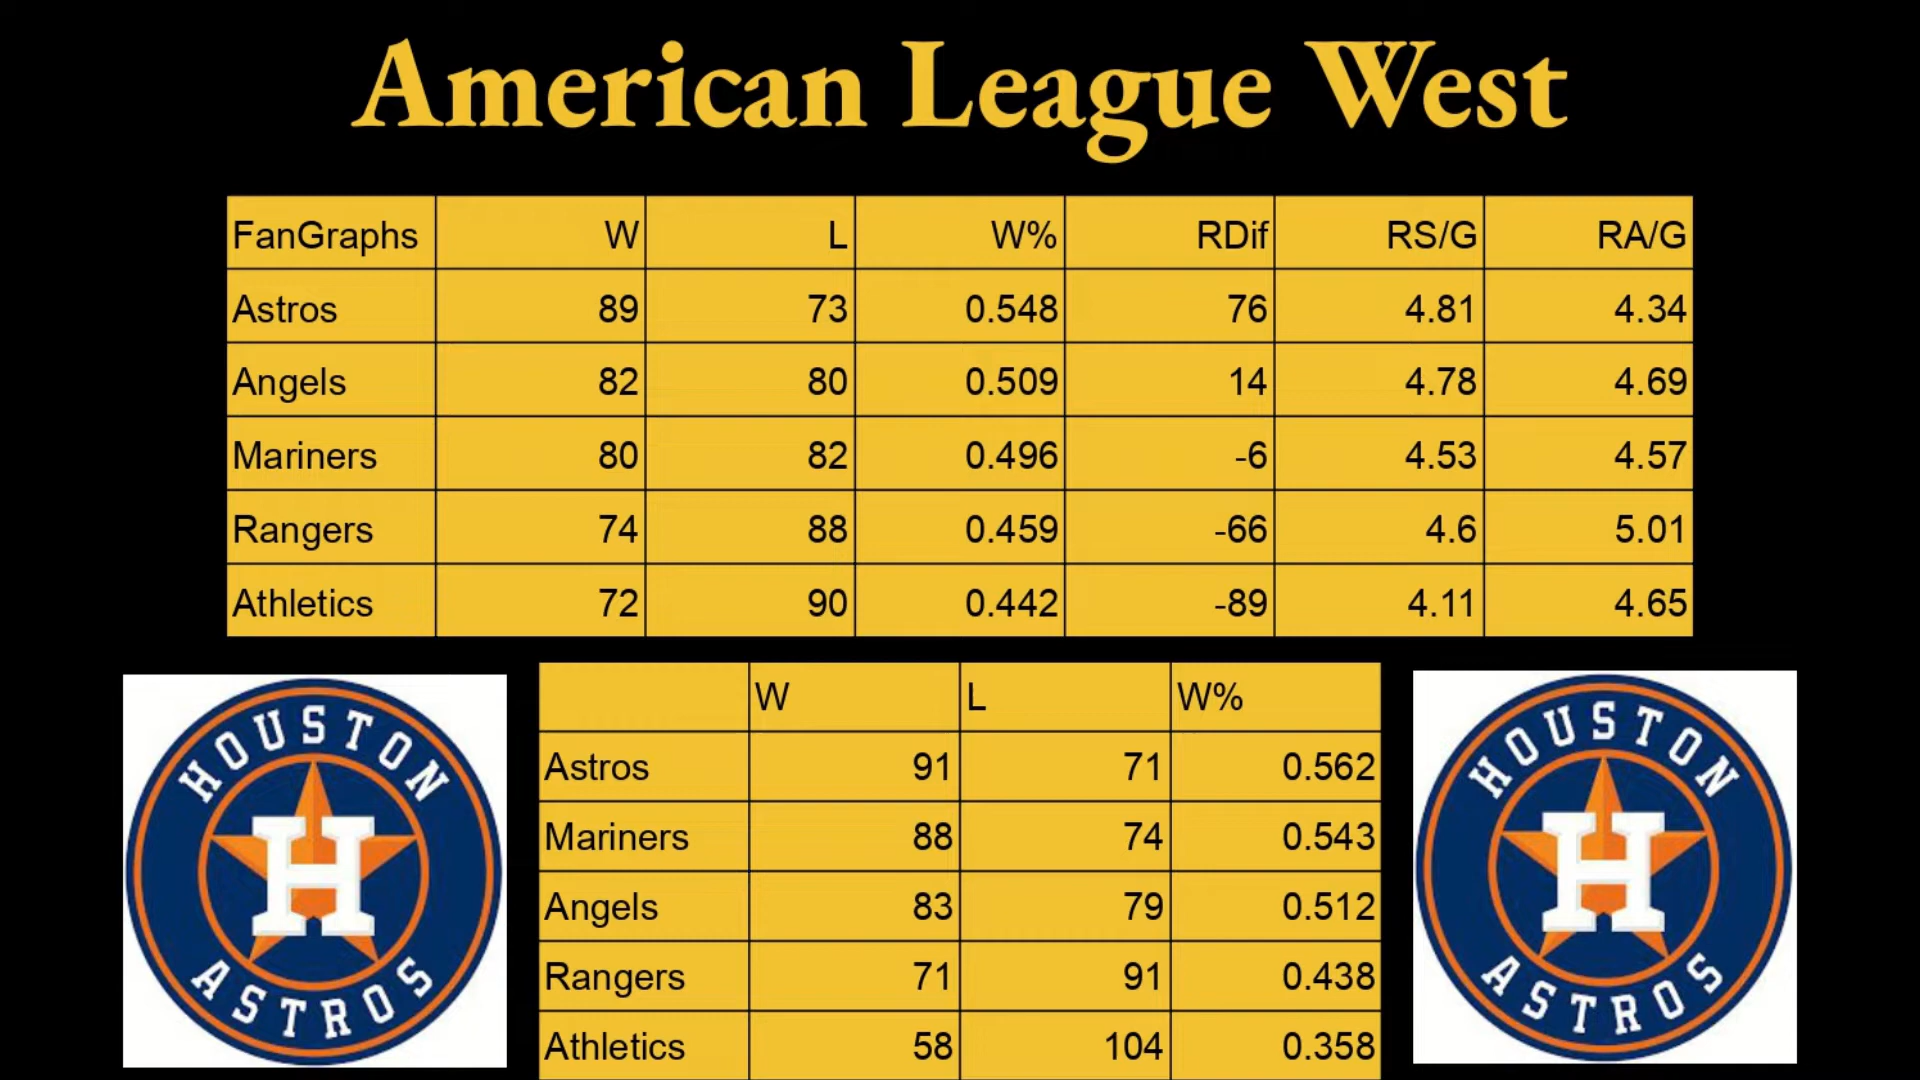 American League West
FanGraphs W L W% RDif RS/G RA/G
Astros 89 73 0.548 76 4.81 4.34
Angels 82 80 0.509 14 4.78 4.69
Mariners 80 82 0.496 -6 4.53 4.57
Rangers 74 88 0.459 -66 4.6 5.01
Athletics 72 90 0.442 -89 4.11 4.65
W L W%
Astros 91 71 0.562
Mariners 88 74 0.543
Angels 83 79 0.512
Rangers 71 91 0.438
Athletics 58 104 0.358
HOUSTON
H
ASTROS
HOUSTON
H
ASTROS